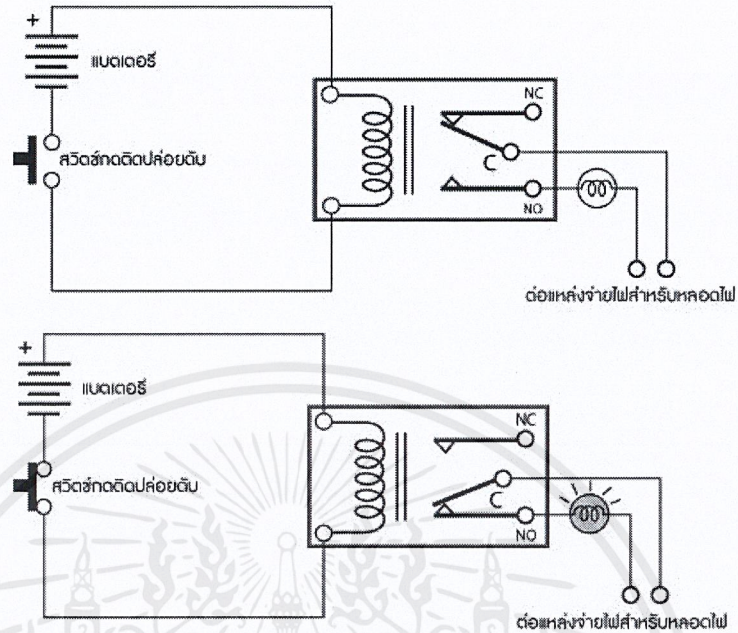 +
แบตเตอรี่
สวิตช์กดติดปล่อยดับ
NC
C
NO
ต่อแหล่งจ่ายไฟสำหรับหลอดไฟ
+
แบตเตอรี่
สวิตช์กดติดปล่อยดับ
NC
C
NO
ต่อแหล่งจ่ายไฟสำหรับหลอดไฟ